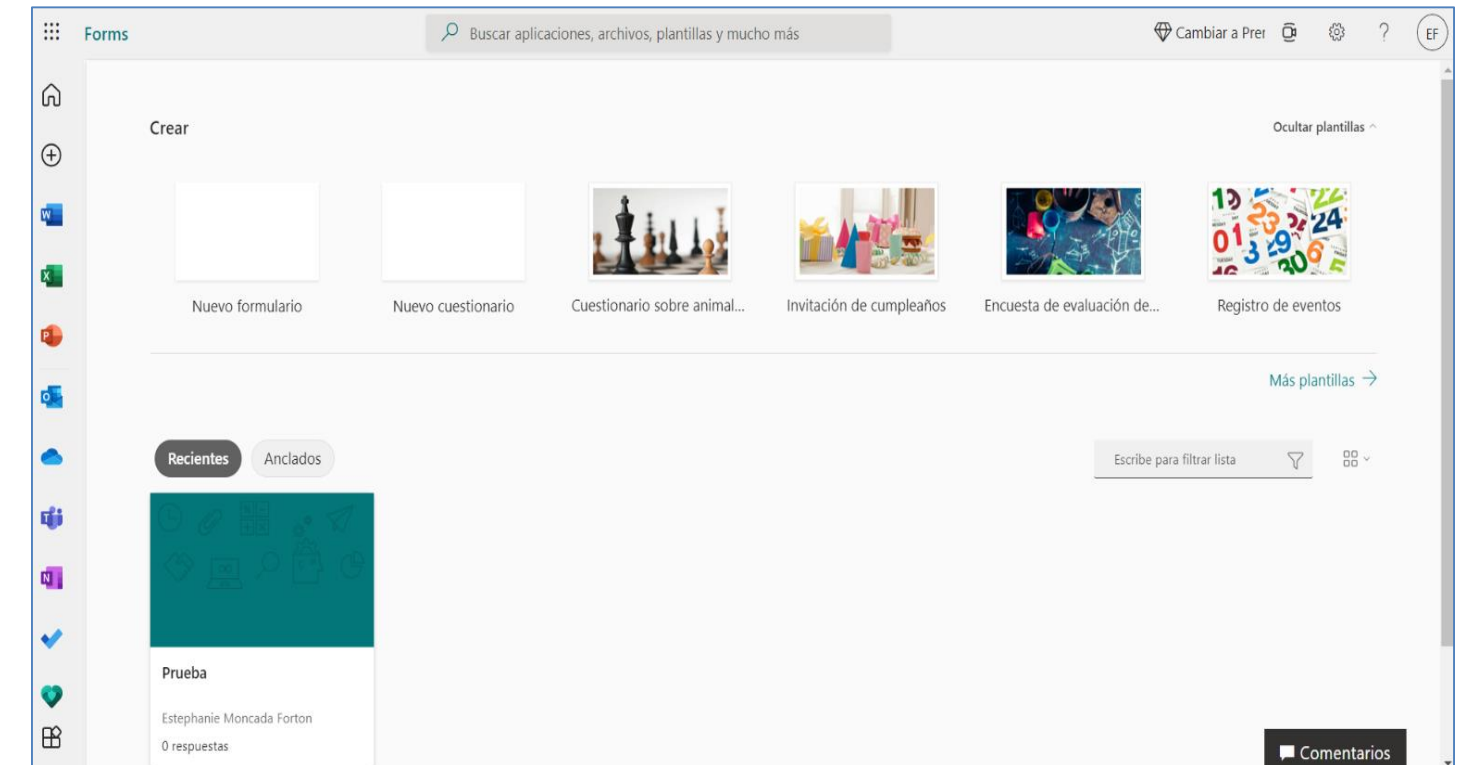 Forms
Buscar aplicaciones, archivos, plantillas y mucho más
Cambiar a Prer
?
EF
Crear
Ocultar plantillas
Nuevo formulario
Nuevo cuestionario
Cuestionario sobre animal...
Invitación de cumpleaños
Encuesta de evaluación de...
Registro de eventos
Más plantillas
Recientes
Anclados
Escribe para filtrar lista
Prueba
Estephanie Moncada Forton
0 respuestas
Comentarios